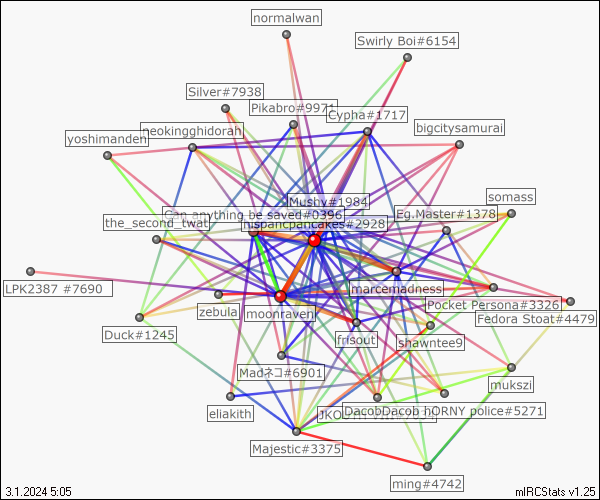 normalwan
Swirly Boi#6154
Silver#7938
Pikabro#9971
Cypha#1717
neokingghidorah
bigcitysamurai
yoshimanden
Mushy#1984
somass
Can anything be saved#0396
Eg.Master#1378
the_second_twat
hispanicpancakes#2928
LPK2387 #7690
marcemadness
zebula
moonraven
Pocket Persona#3326
Fedora Stoat#4479
Duck#1245
frisout
shawntee9
Madネコ#6901
mukszi
eliakith
DacobDacob
HORNY police#5271
Majestic#3375
ming#4742
3.1.2024 5:05
mIRCStats v1.25